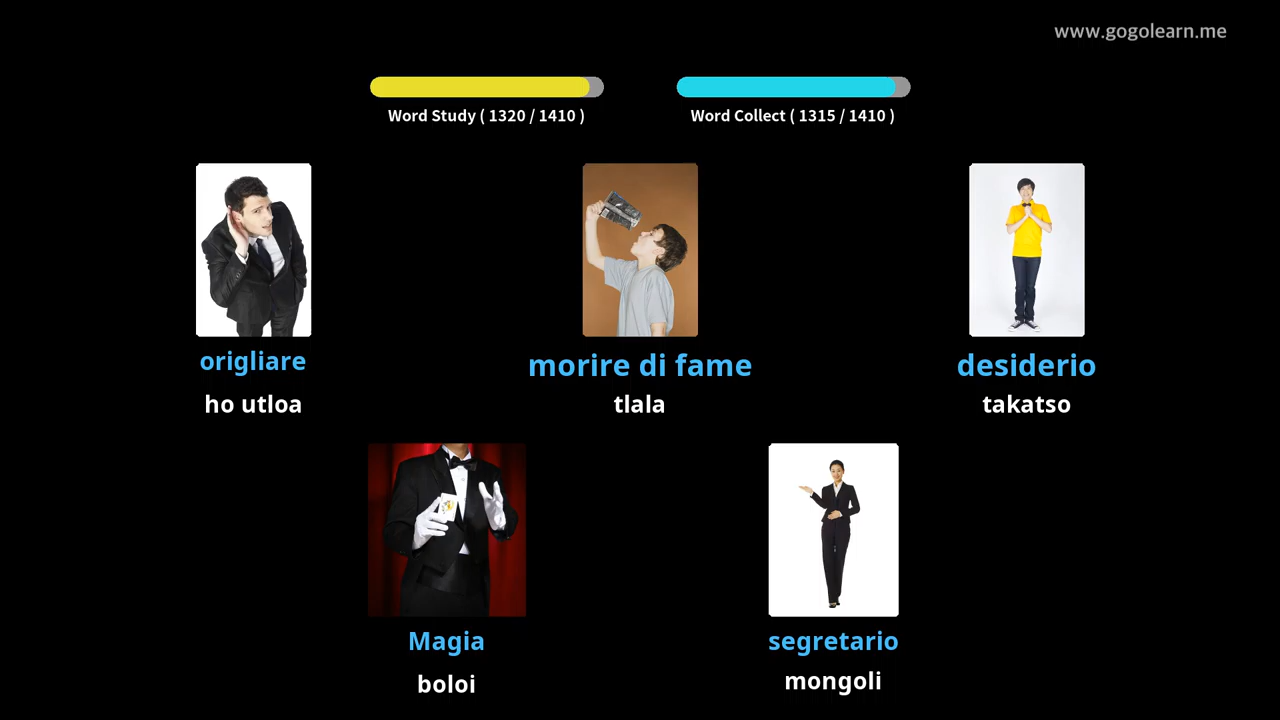 www.gogolearn.me
Word Study ( 1320 / 1410 )
Word Collect ( 1315 / 1410 )
origliare
ho utloa
morire di fame
tlala
desiderio
takatso
Magia
boloi
segretario
mongoli